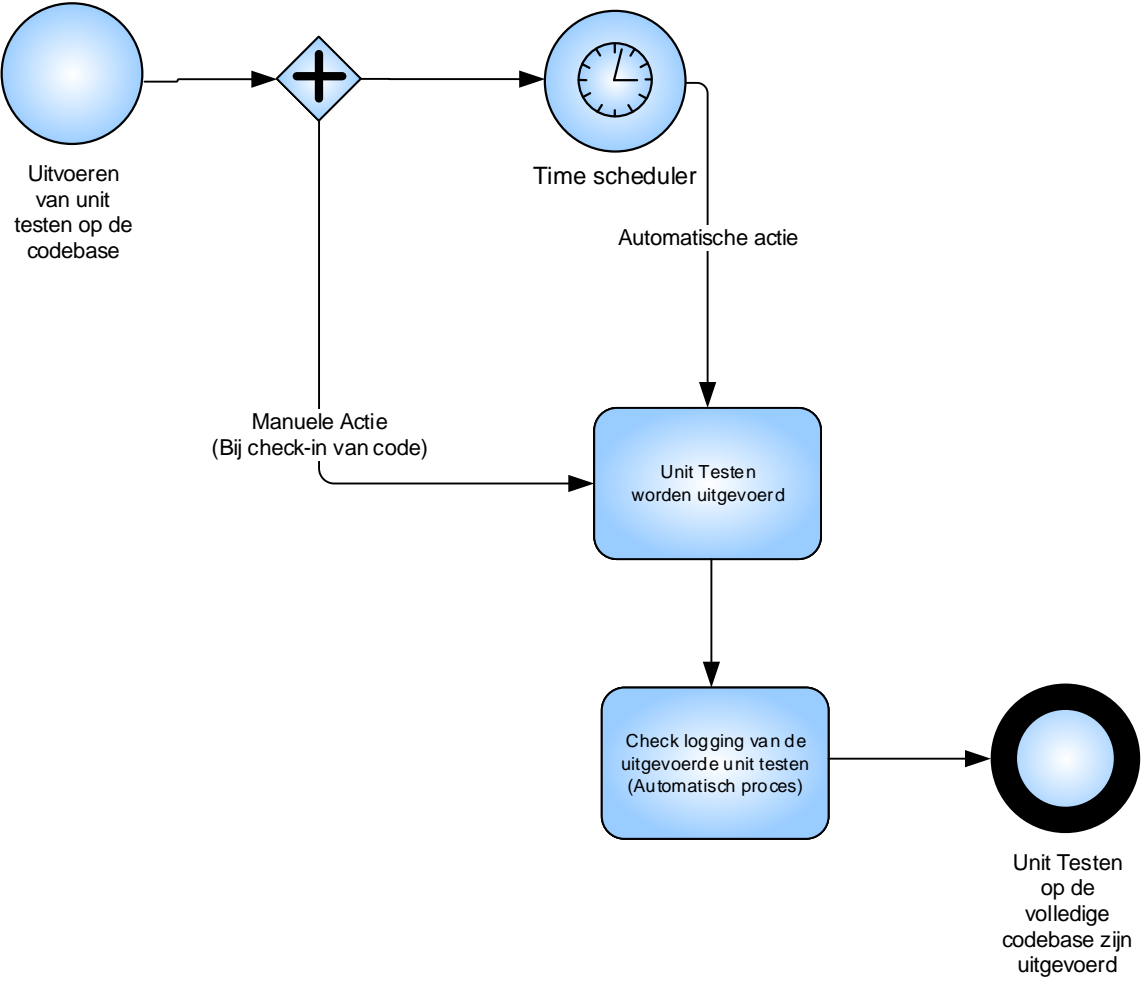 Uitvoeren
van unit
testen op de
codebase
Time scheduler
Automatische actie
Manuele Actie
(Bij check-in van code)
Unit Testen
worden uitgevoerd
Check logging van de
uitgevoerde unit testen
(Automatisch proces)
Unit Testen
op de
volledige
codebase zijn
uitgevoerd